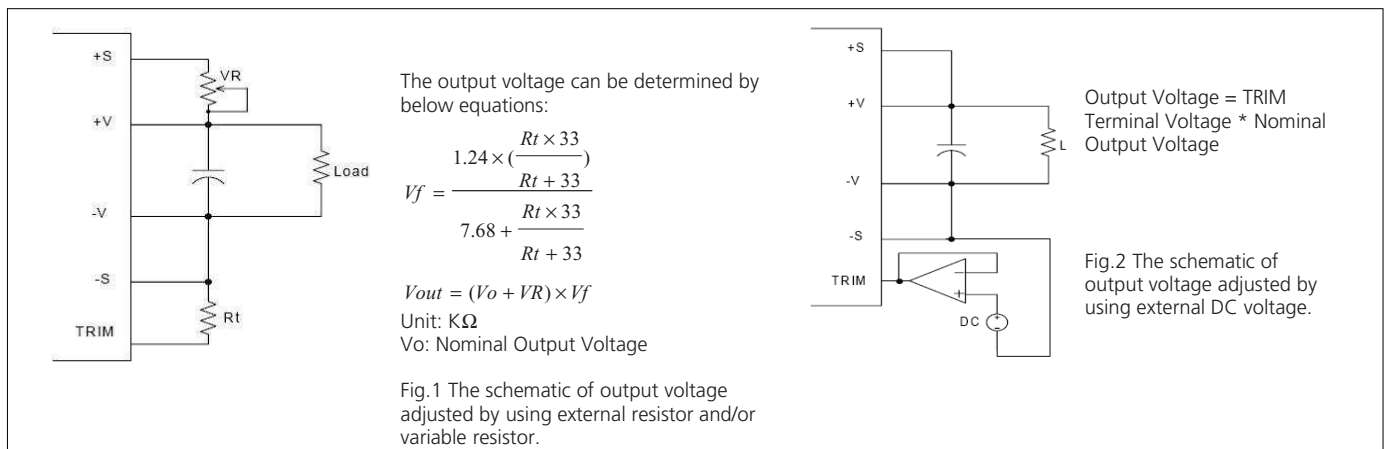 +S
VR
+V
Load
-V
-S
Rt
TRIM
The output voltage can be determined by
below equations:
Vf = \frac{1.24 × (\frac{Rt × 33}{Rt + 33})}{7.68 + \frac{Rt × 33}{Rt + 33}}
Vout = (Vo + VR) × Vf
Unit: KΩ
Vo: Nominal Output Voltage
Fig.1 The schematic of output voltage
adjusted by using external resistor and/or
variable resistor.
+S
+V
L
-V
-S
TRIM
-
+
DC
+
-
Output Voltage = TRIM
Terminal Voltage * Nominal
Output Voltage
Fig.2 The schematic of
output voltage adjusted by
using external DC voltage.